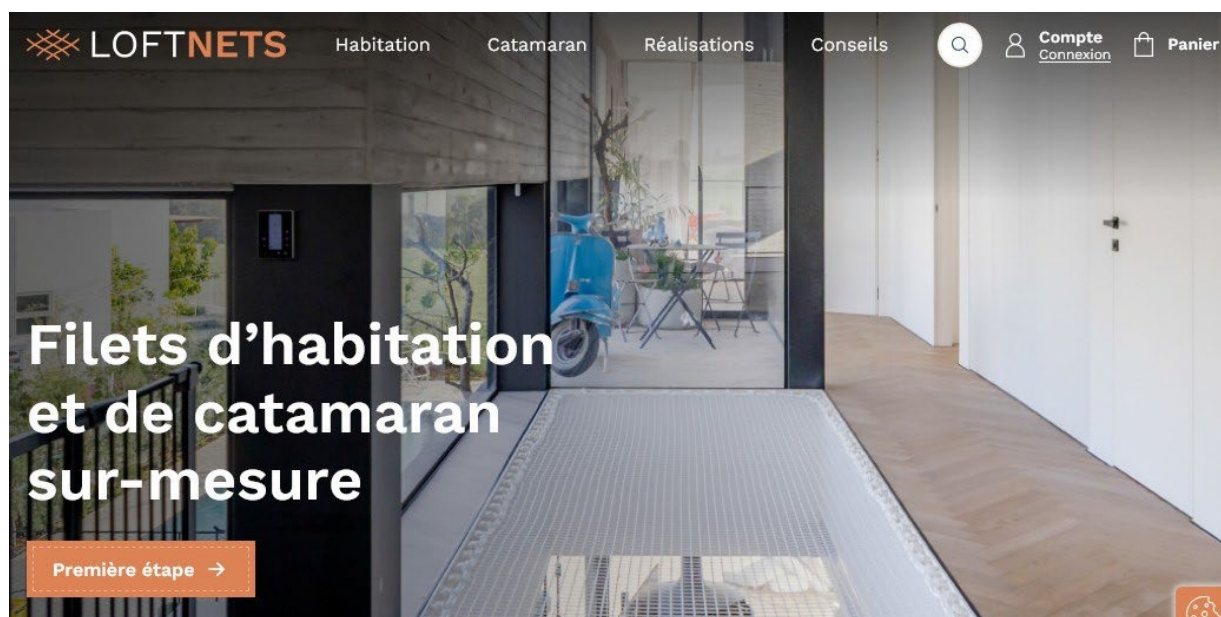 LOFTNETS
Habitation
Catamaran
Réalisations
Conseils
Compte
Connexion
Panier
Filets d’habitation
et de catamaran
sur-mesure
Première étape →